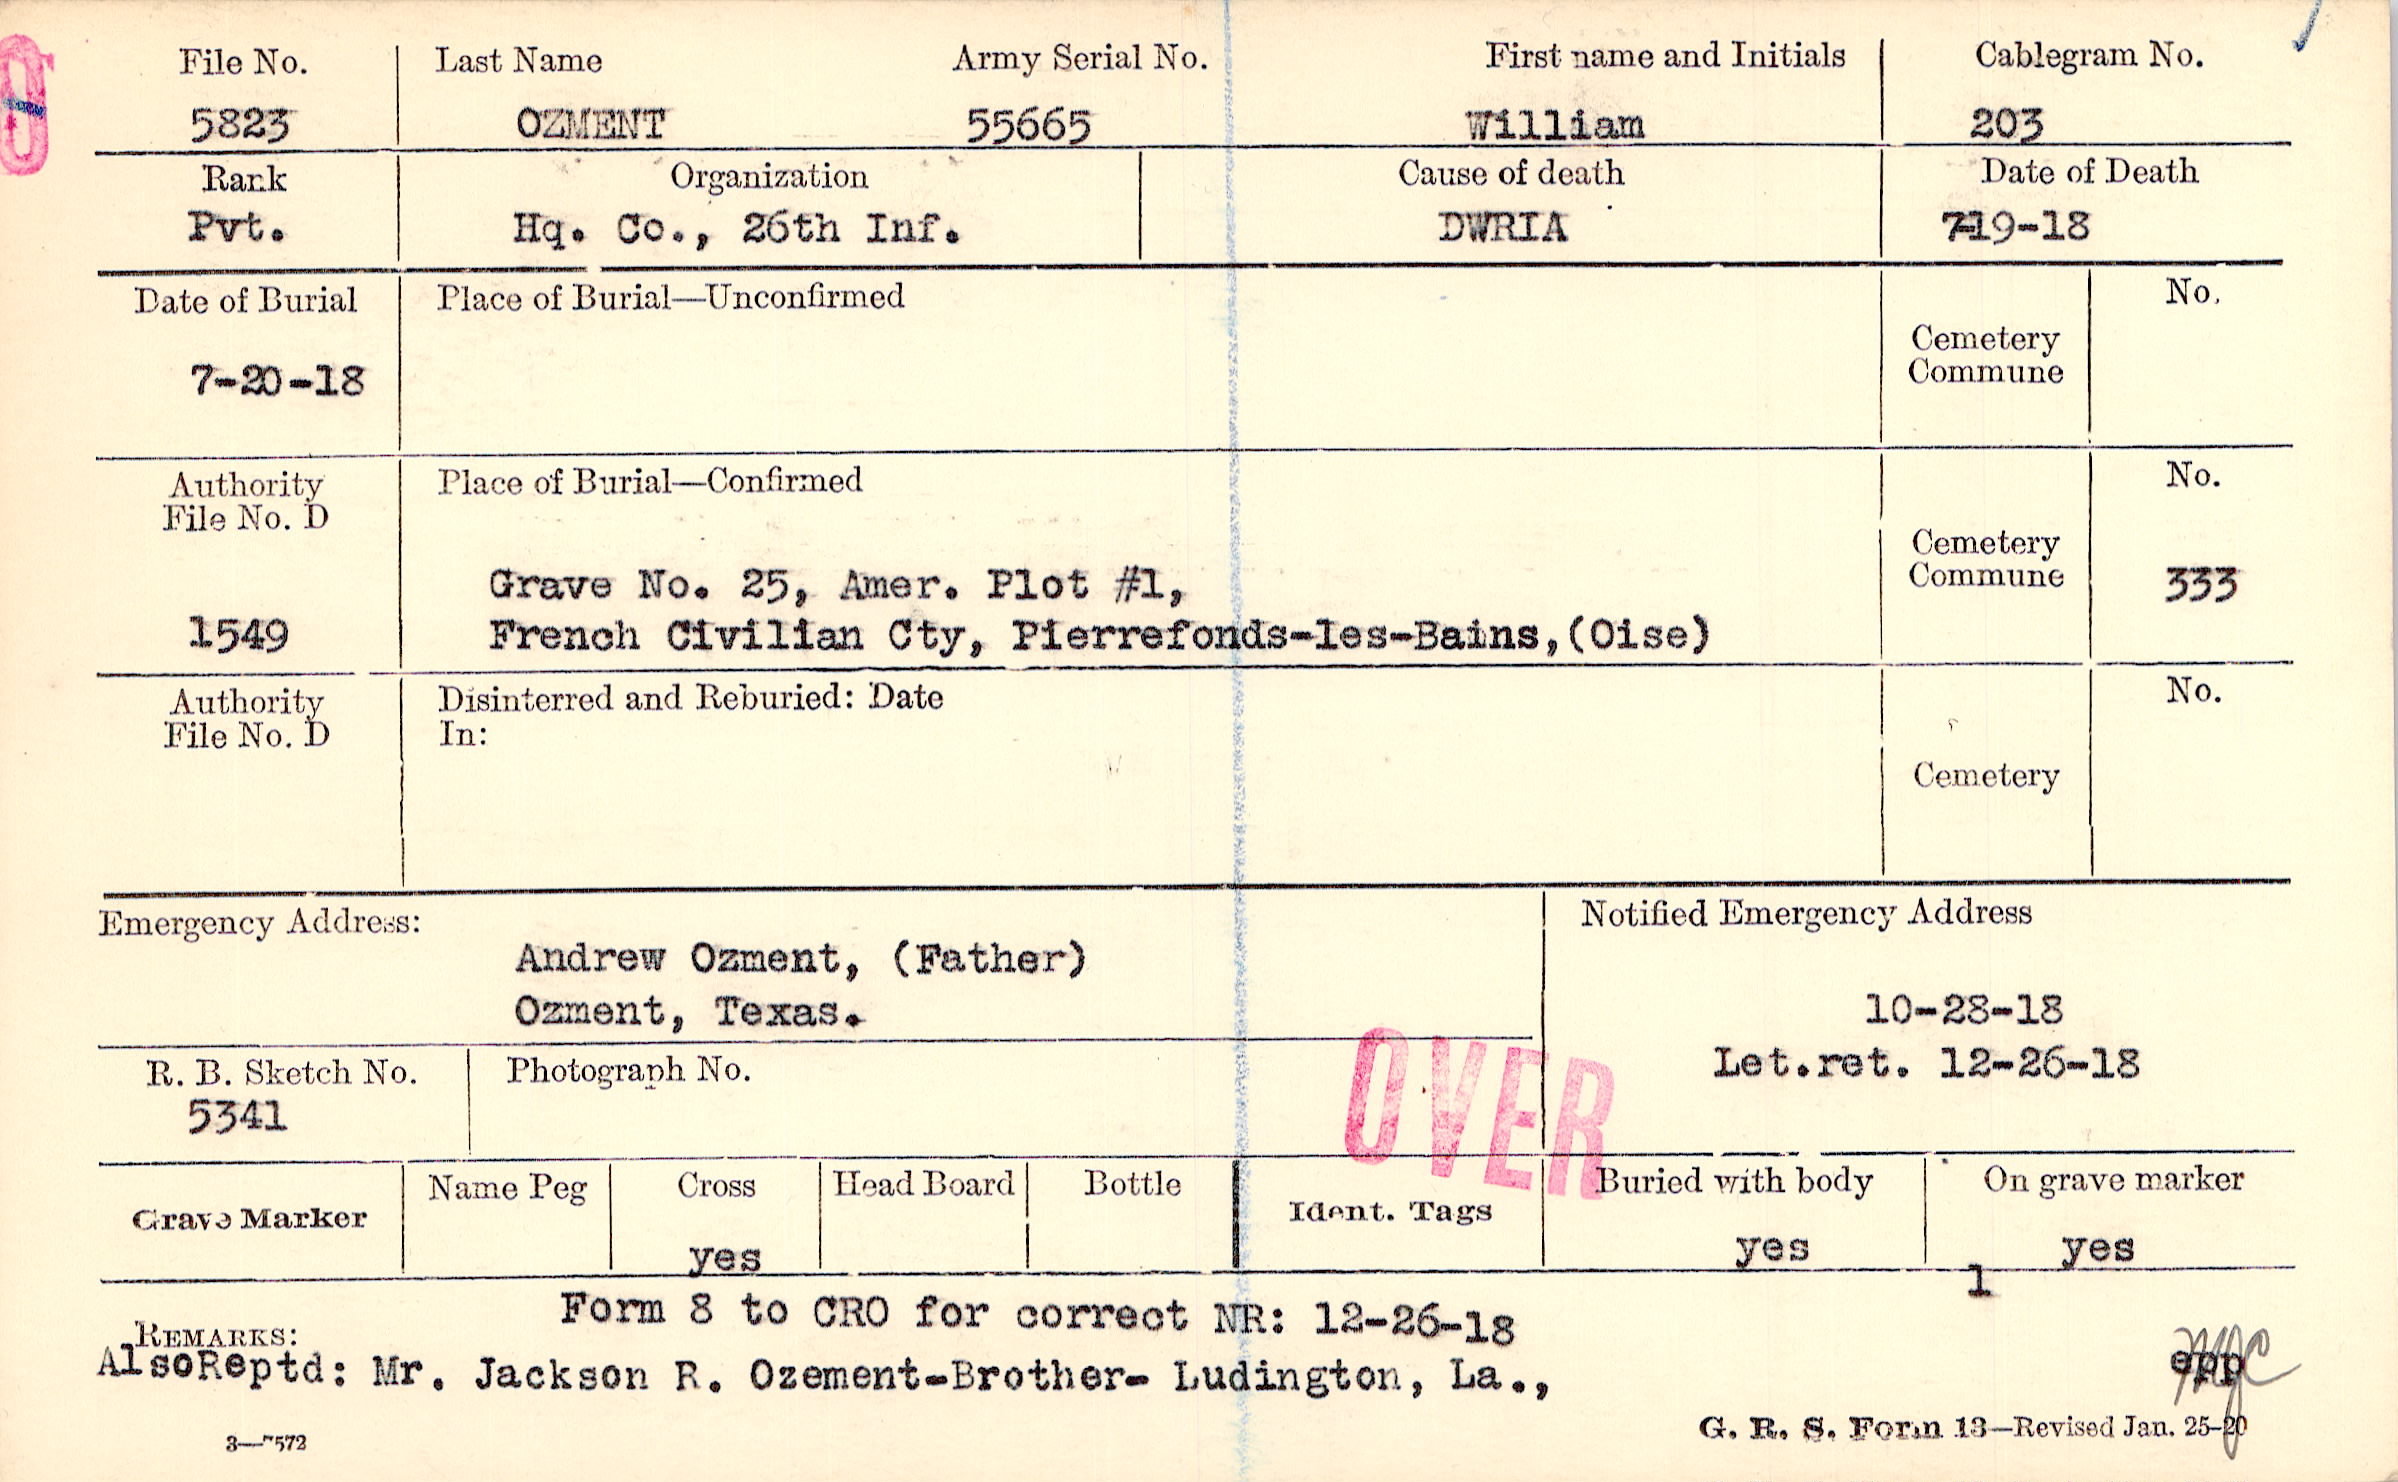 File No. Last Name Army Serial No. First name and Initials Cablegram No.
5823 OZMENT 55665 William 203
Rank Organization Cause of death Date of Death
Pvt. Hq. Co., 26th Inf. DWRIA 7-19-18
Date of Burial Place of Burial—Unconfirmed No.
Cemetery
Commune
7-20-18
Authority Place of Burial—Confirmed No.
File No. D
Cemetery
Commune 333
Grave No. 25, Amer. Plot #1,
1549 French Civilian Cty, Pierrefonds-les-Bains,(Oise)
Authority Disinterred and Reburied: Date No.
File No. D In:
Cemetery
Emergency Address: Notified Emergency Address
Andrew Ozment, (Father)
Ozment, Texas. 10-28-18
Let.ret. 12-26-18
R. B. Sketch No. Photograph No.
5341
OVER
Name Peg Cross Head Board Bottle Buried with body On grave marker
Grave Marker Ident. Tags
yes yes yes
1
Form 8 to CRO for correct NR: 12-26-18
REMARKS:
AlsoReptd: Mr. Jackson R. Ozement-Brother- Ludington, La.,
epp
G. R. S. Form 13—Revised Jan. 25-20